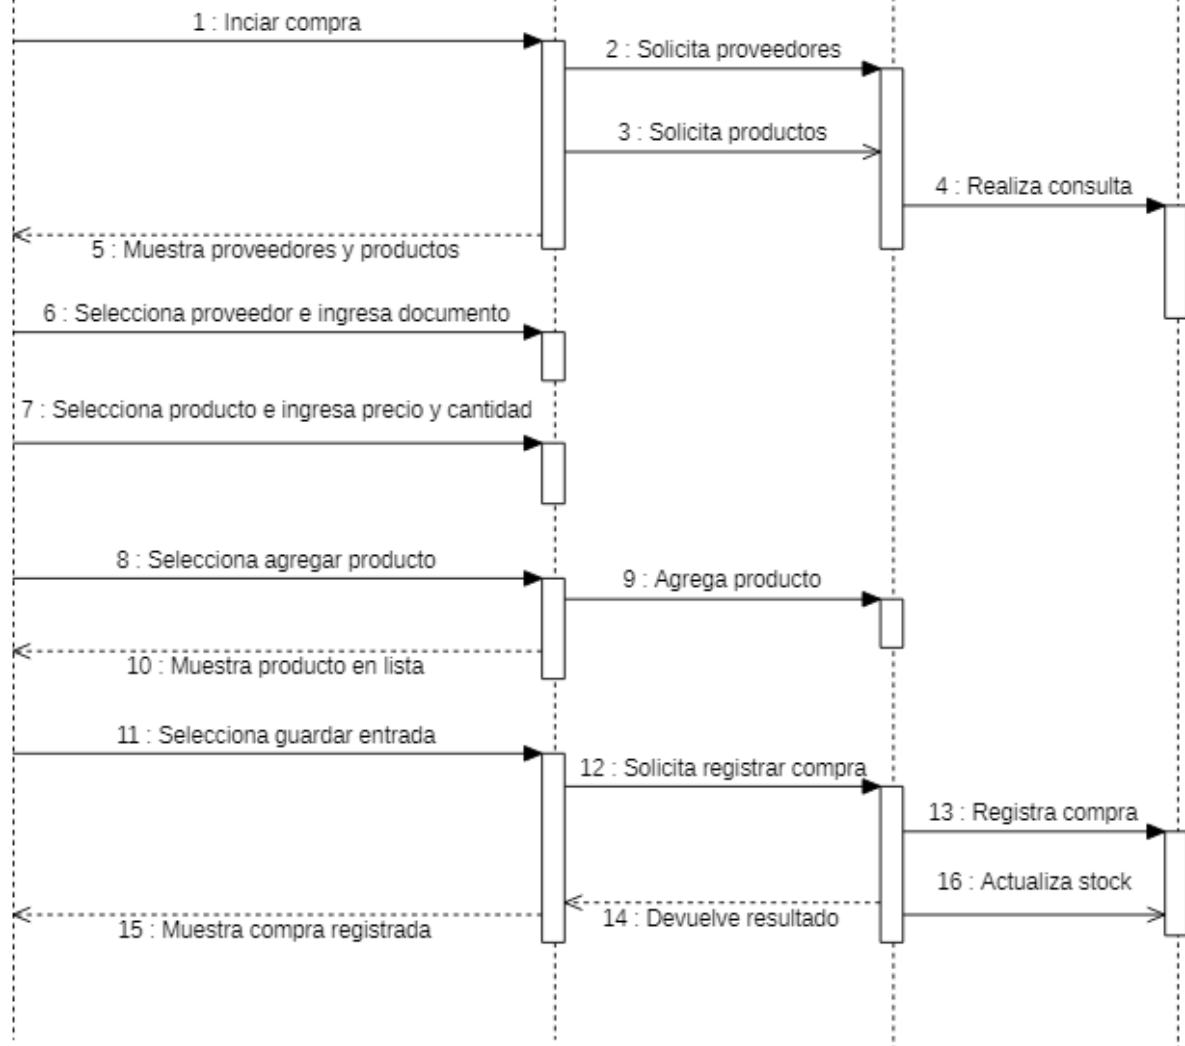 1 : Inciar compra
2 : Solicita proveedores
3 : Solicita productos
4 : Realiza consulta
5 : Muestra proveedores y productos
6 : Selecciona proveedor e ingresa documento
7 : Selecciona producto e ingresa precio y cantidad
8 : Selecciona agregar producto
9 : Agrega producto
10 : Muestra producto en lista
11 : Selecciona guardar entrada
12 : Solicita registrar compra
13 : Registra compra
16 : Actualiza stock
14 : Devuelve resultado
15 : Muestra compra registrada